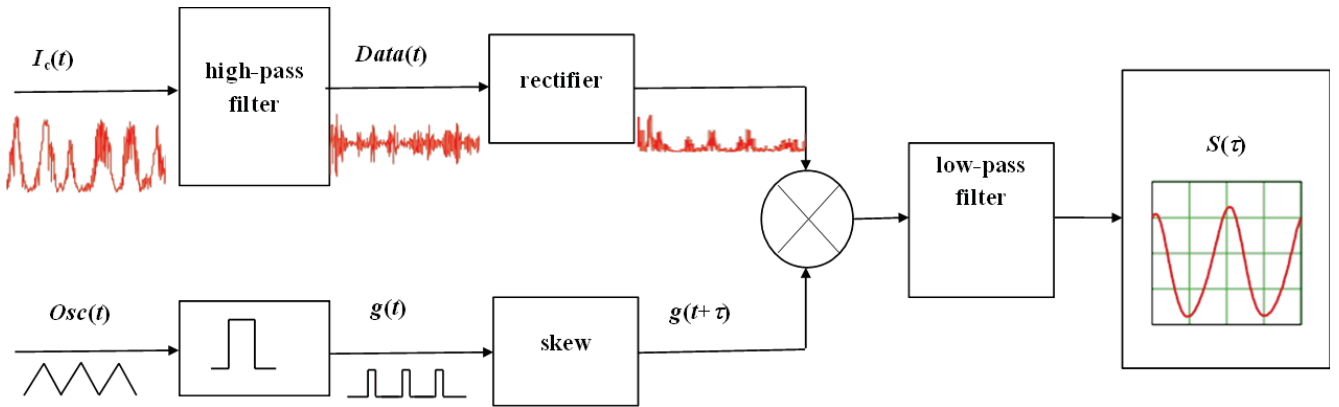 I_c(t)
high-pass
filter
Data(t)
rectifier
low-pass
filter
S(τ)
Osc(t)
g(t)
skew
g(t+ τ)